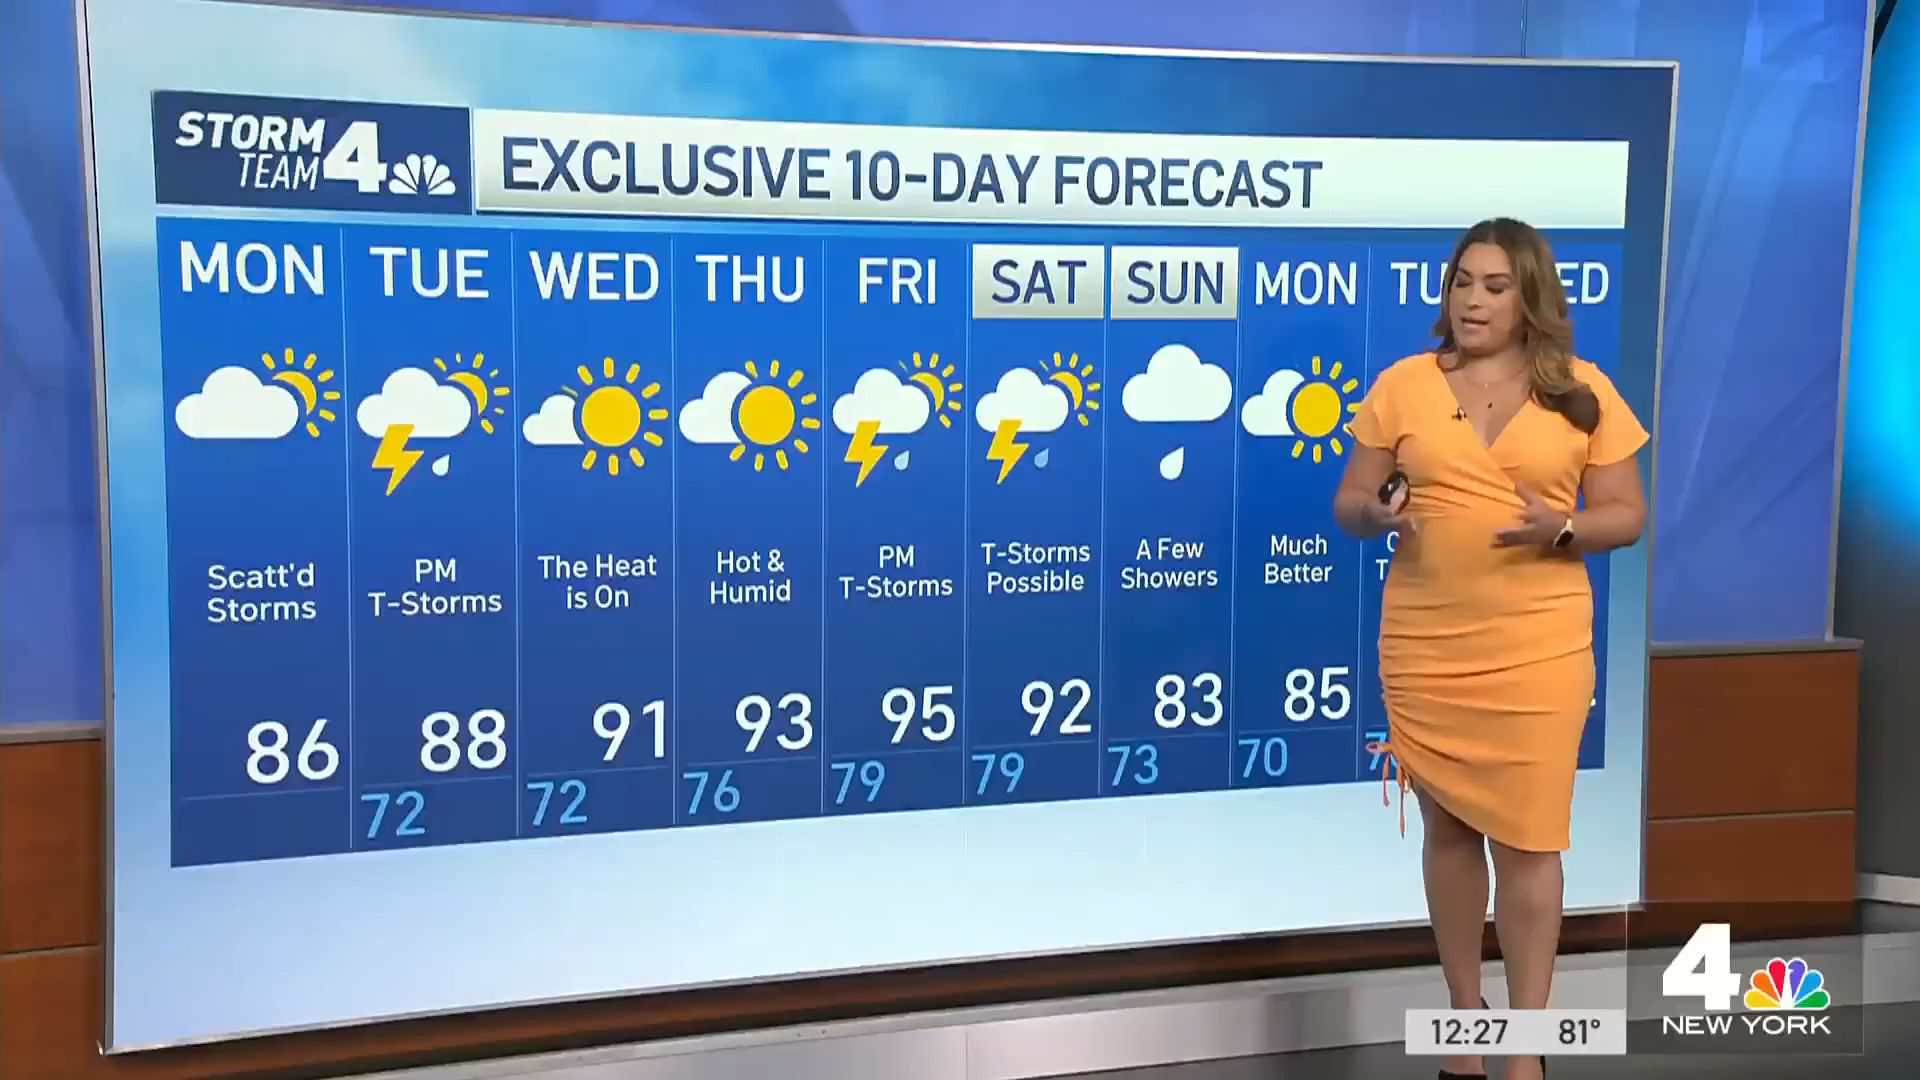 STORM
TEAM 4
EXCLUSIVE 10-DAY FORECAST
MON TUE WED THU FRI SAT SUN MON
Scatt'd
Storms
PM
T-Storms
The Heat
is On
Hot &
Humid
PM
T-Storms
T-Storms
Possible
A Few
Showers
Much
Better
86 88 91 93 95 92 83 85
72 72 76 79 79 73 70
4
NEW YORK
12:27 81°